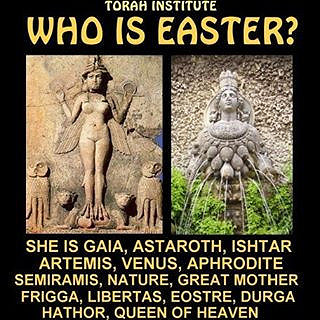 TORAH INSTITUTE
WHO IS EASTER?
SHE IS GAIA, ASTAROTH, ISHTAR
ARTEMIS, VENUS, APHRODITE
SEMIRAMIS, NATURE, GREAT MOTHER
FRIGGA, LIBERTAS, EOSTRE, DURGA
HATHOR, QUEEN OF HEAVEN